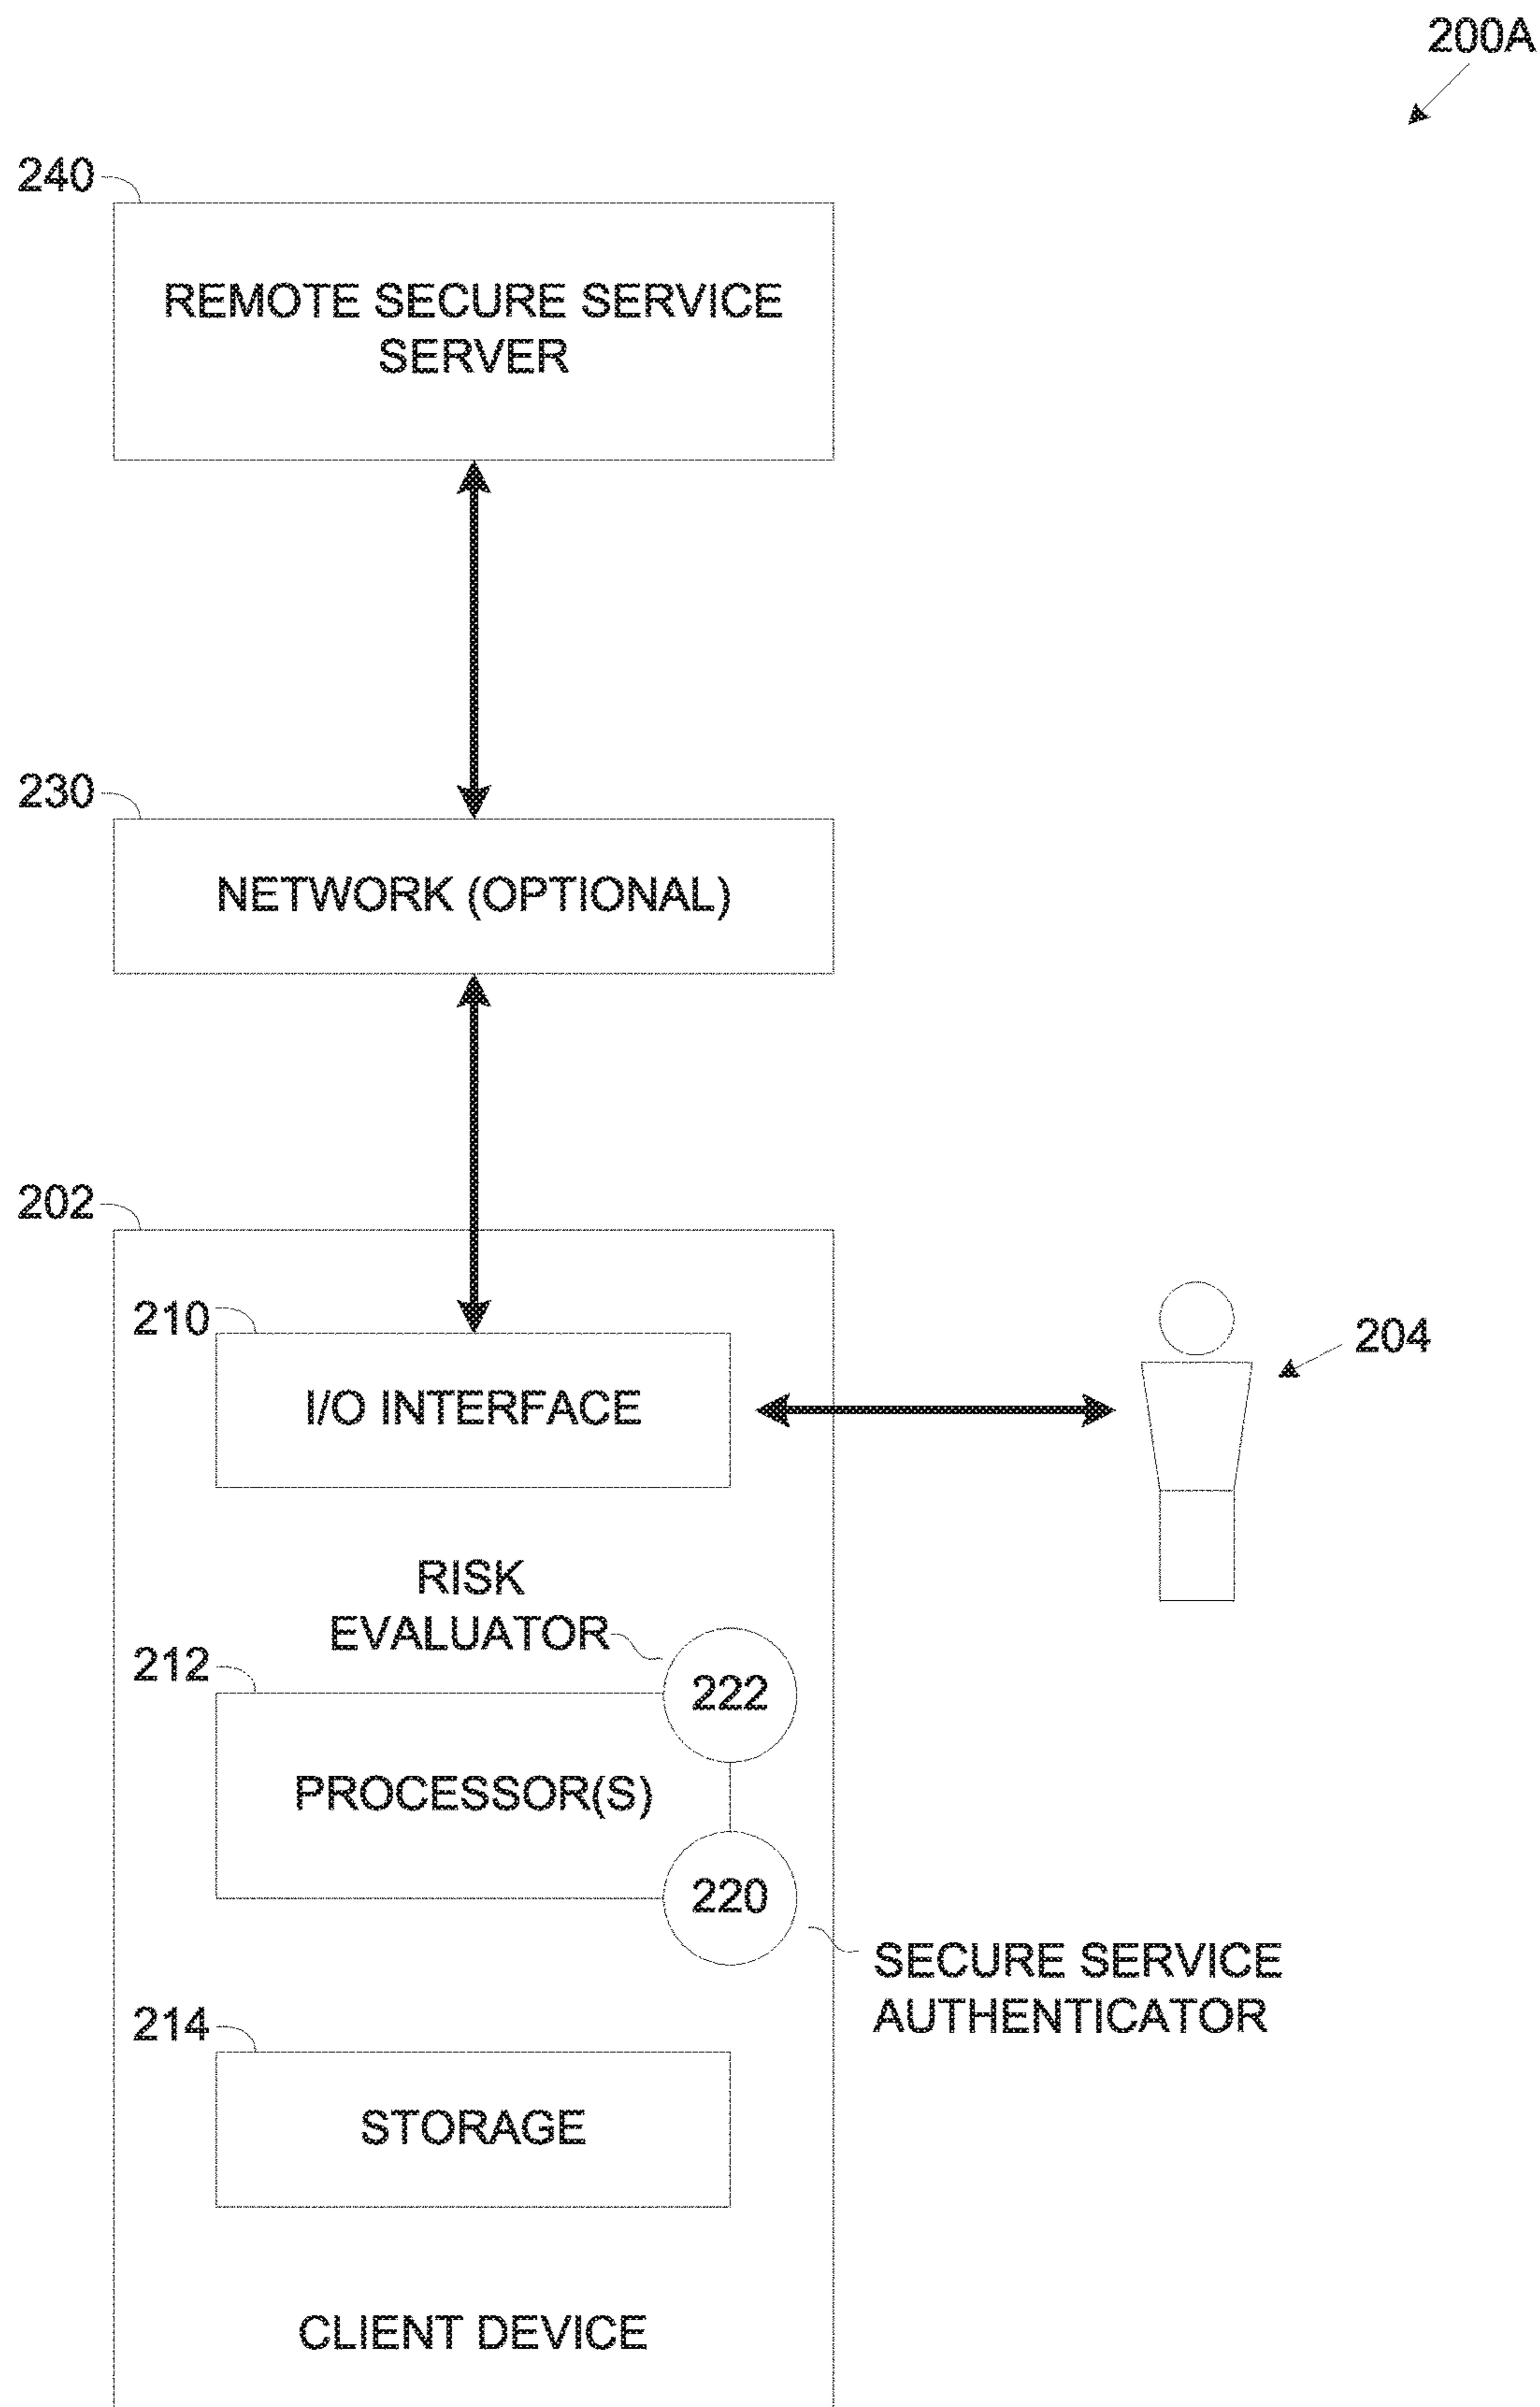 200A
240
REMOTE SECURE SERVICE
SERVER
230
NETWORK (OPTIONAL)
202
210
I/O INTERFACE
204
RISK
EVALUATOR
212
222
PROCESSOR(S)
220
SECURE SERVICE
AUTHENTICATOR
214
STORAGE
CLIENT DEVICE